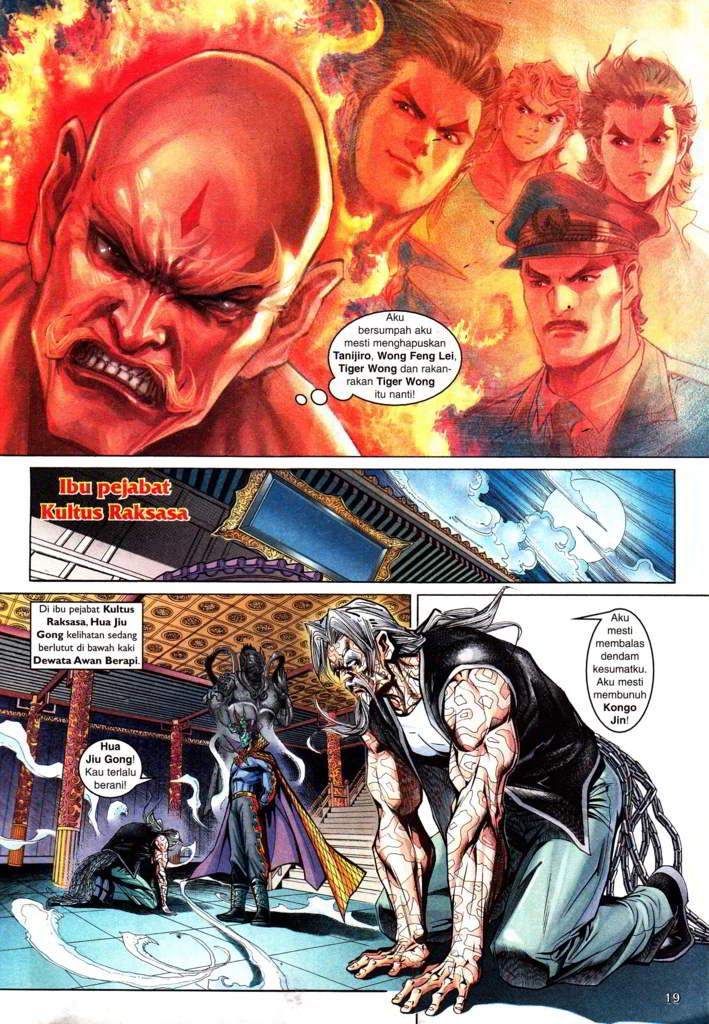 Aku
bersumpah aku
mesti menghapuskan
Tanijiro, Wong Feng Lei,
Tiger Wong dan rakan-
rakan Tiger Wong
itu nanti!
Ibu pejabat
Kultus Raksasa
Di ibu pejabat Kultus
Raksasa, Hua Jiu
Gong kelihatan sedang
berlutut di bawah kaki
Dewata Awan Berapi.
Hua
Jiu Gong!
Kau terlalu
berani!
Aku
mesti
membalas
dendam
kesumatku.
Aku mesti
membunuh
Kongo
Jin!
19